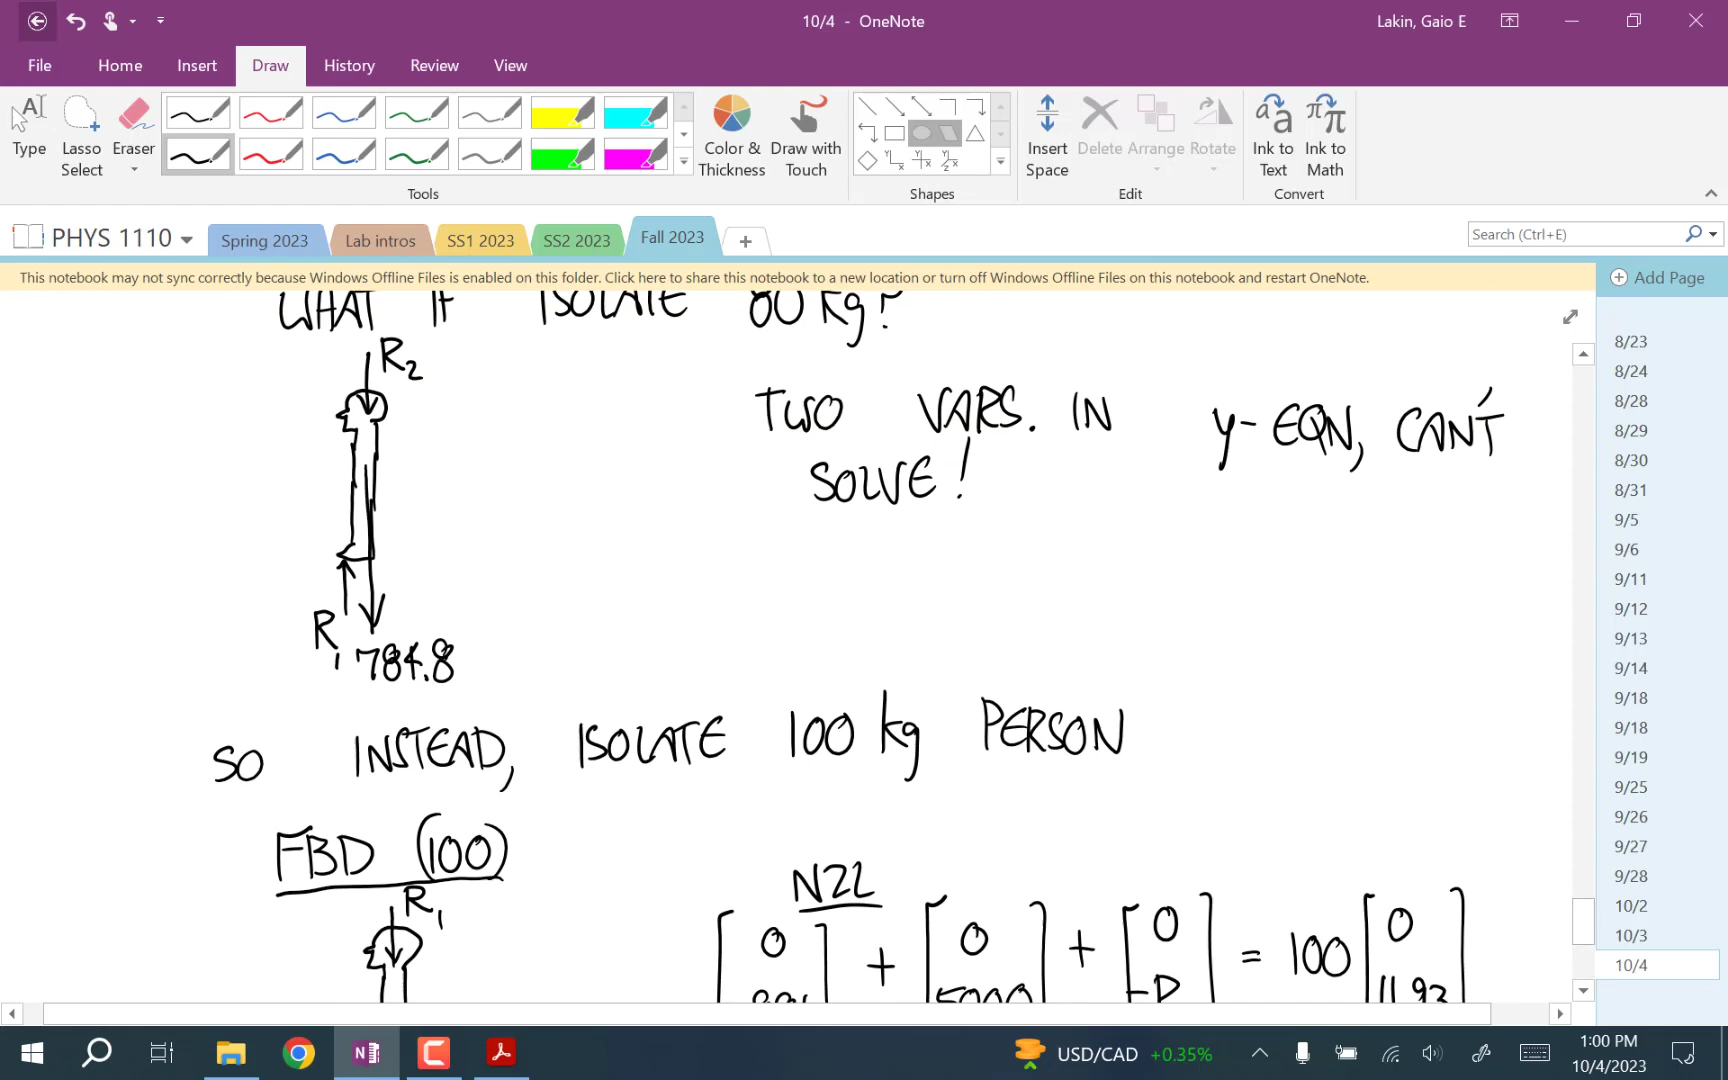 10/4 - OneNote
Lakin, Gaio E
File Home Insert Draw History Review View
Type
Lasso Select
Eraser
Color & Thickness
Draw with Touch
Insert Space
Delete Arrange Rotate
Ink to Text
Ink to Math
Tools Shapes Edit Convert
PHYS 1110 Spring 2023 Lab intros SS1 2023 SS2 2023 Fall 2023
Search (Ctrl+E)
This notebook may not sync correctly because Windows Offline Files is enabled on this folder. Click here to share this notebook to a new location or turn off Windows Offline Files on this notebook and restart OneNote.
Add Page
WHAT IF ISOLATE 80 kg?
R2
TWO VARS. IN y-EQN, CAN'T
SOLVE!
R1
784.8
SO INSTEAD, ISOLATE 100 kg PERSON
FBD (100)
R1
N2L
0 + 0 + 0 = 100 0
11.93
8/23
8/24
8/28
8/29
8/30
8/31
9/5
9/6
9/11
9/12
9/13
9/14
9/18
9/18
9/19
9/25
9/26
9/27
9/28
10/2
10/3
10/4
USD/CAD +0.35%
1:00 PM
10/4/2023